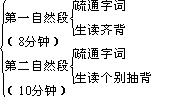 第一自然段
疏通字词
生读齐背
(8分钟)
第二自然段
疏通字词
生读个别抽背
(10分钟)